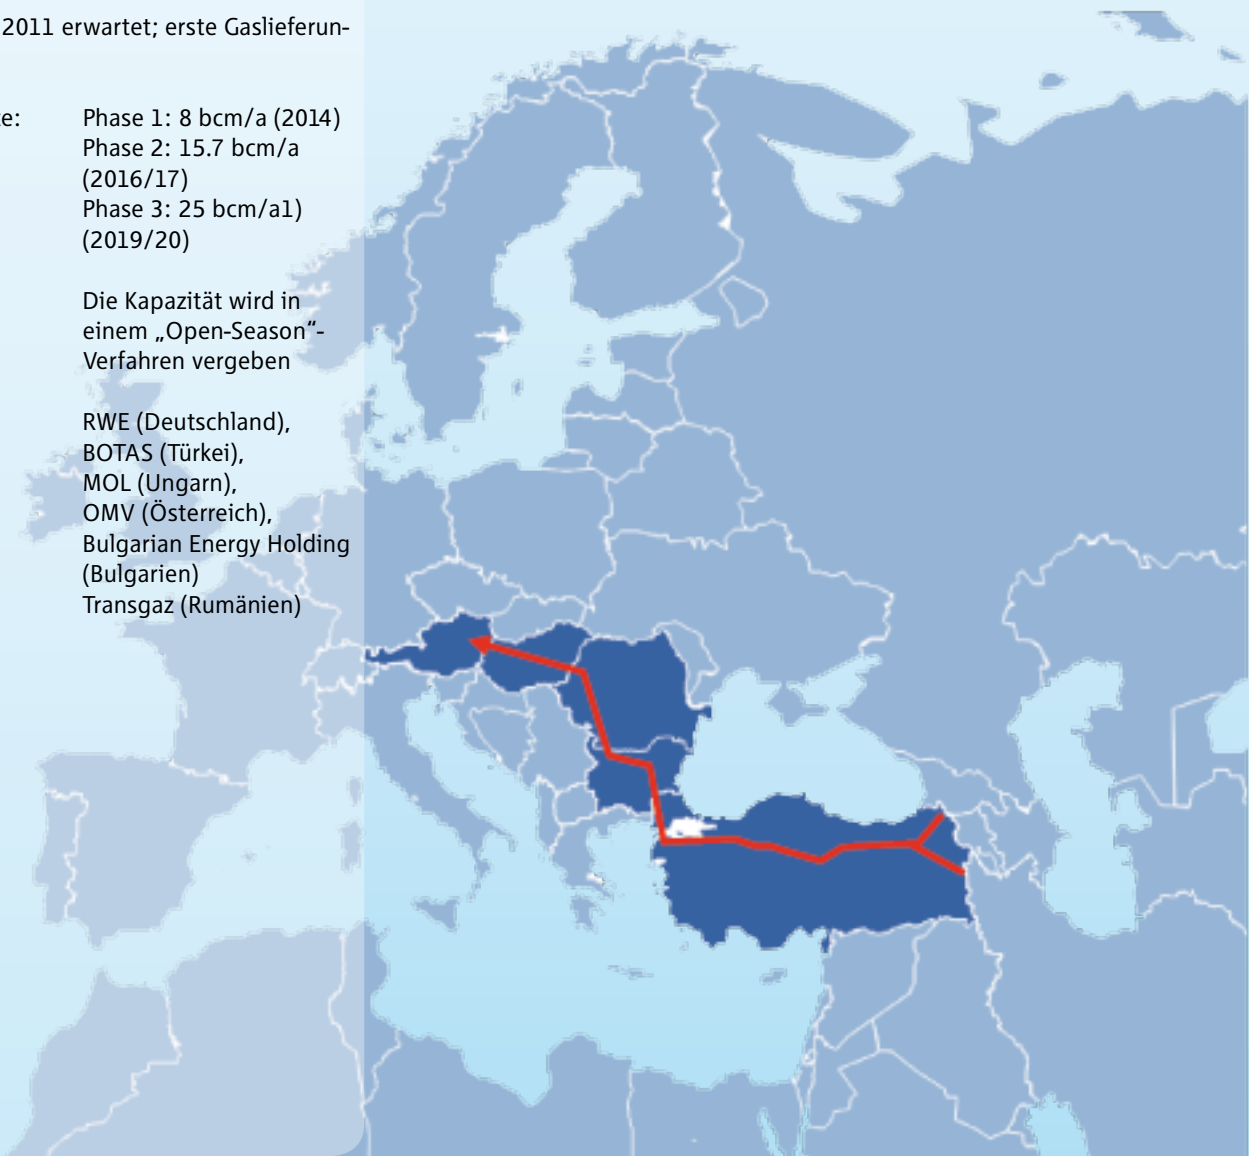 2011 erwartet; erste Gaslieferun-
e: Phase 1: 8 bcm/a (2014)
Phase 2: 15.7 bcm/a
(2016/17)
Phase 3: 25 bcm/a1)
(2019/20)
Die Kapazität wird in
einem „Open-Season“-
Verfahren vergeben
RWE (Deutschland),
BOTAS (Türkei),
MOL (Ungarn),
OMV (Österreich),
Bulgarian Energy Holding
(Bulgarien)
Transgaz (Rumänien)